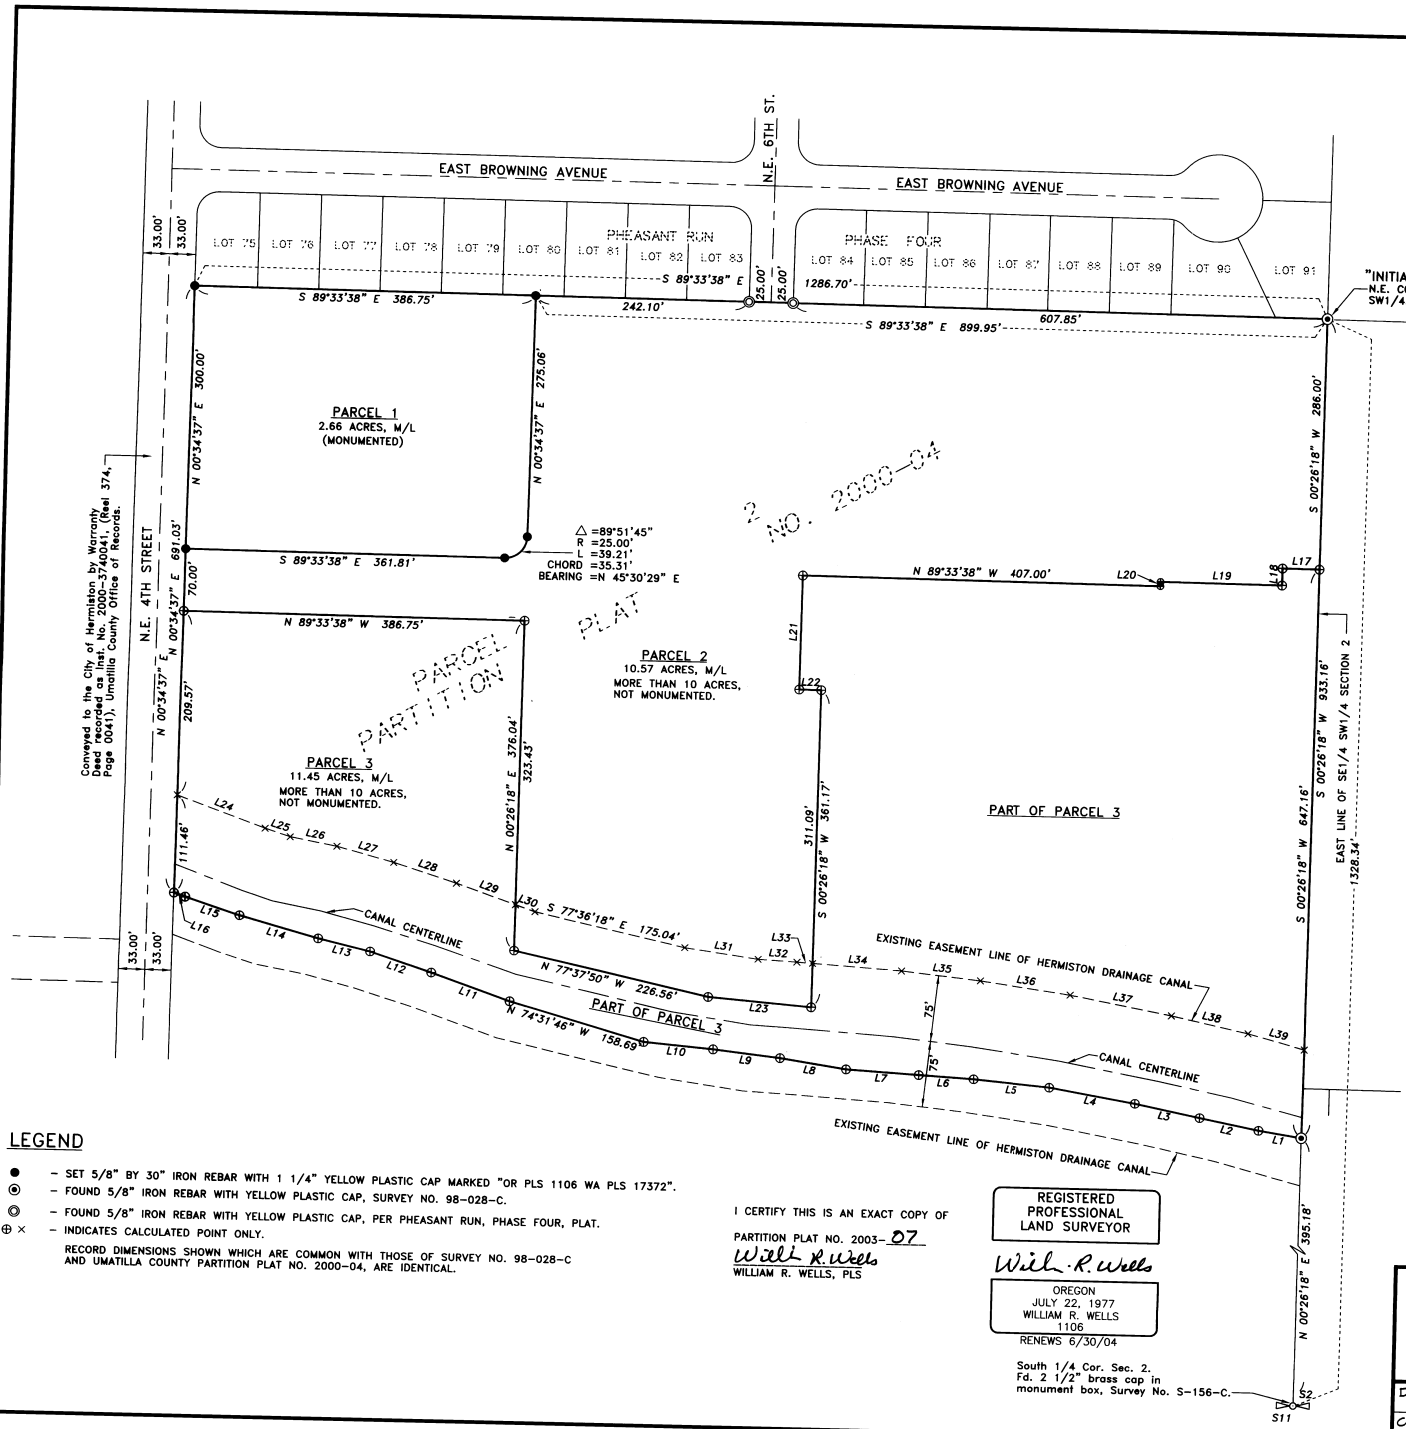 N.E. 6TH ST.
EAST BROWNING AVENUE
EAST BROWNING AVENUE
33.00'
33.00'
LOT 75
LOT 76
LOT 77
LOT 78
LOT 79
LOT 80
LOT 81
LOT 82
LOT 83
PHEASANT RUN
PHASE FOUR
LOT 84
LOT 85
LOT 86
LOT 87
LOT 88
LOT 89
LOT 90
LOT 91
S 89°33'38" E
1286.70'
25.00'
25.00'
"INITIA
N.E. CO
SW1/4
S 89°33'38" E 386.75'
242.10'
607.85'
S 89°33'38" E 899.95'
N 00°34'37" E 300.00'
N 00°34'37" E 275.06'
S 00°26'18" W 286.00'
PARCEL 1
2.66 ACRES, M/L
(MONUMENTED)
2
NO. 2000-04
Conveyed to the City of Hermiston by Warranty
Deed recorded as Inst. No. 2000-3740041, (Reel 374,
Page 0041), Umatilla County Office of Records.
N.E. 4TH STREET
N 00°34'37" E
N 00°34'37" E 691.03'
70.00'
S 89°33'38" E 361.81'
△ =89°51'45"
R =25.00'
L =39.21'
CHORD =35.31'
BEARING =N 45°30'29" E
N 89°33'38" W 407.00'
L20
L19
L18
L17
N 89°33'38" W 386.75'
PARCEL PLAT
PARTITION
L21
L22
PARCEL 2
10.57 ACRES, M/L
MORE THAN 10 ACRES,
NOT MONUMENTED.
209.57'
PARCEL 3
11.45 ACRES, M/L
MORE THAN 10 ACRES,
NOT MONUMENTED.
N 00°26'18" E 376.04'
323.43'
311.09'
S 00°26'18" W 361.17'
PART OF PARCEL 3
S 00°26'18" W 647.16'
S 00°26'18" W 933.16'
EAST LINE OF SE1/4 SW1/4 SECTION 2
1328.34'
L24
L25
L26
L27
L28
L29
L30
S 77°36'18" E 175.04'
L31
L32
L33
L34
L35
L36
L37
L38
L39
111.46'
EXISTING EASEMENT LINE OF HERMISTON DRAINAGE CANAL
CANAL CENTERLINE
L16
L15
L14
L13
L12
L11
N 77°37'50" W 226.56'
L23
PART OF PARCEL 3
N 74°31'46" W 158.69'
75'
75'
33.00'
33.00'
CANAL CENTERLINE
L10
L9
L8
L7
L6
L5
L4
L3
L2
L1
EXISTING EASEMENT LINE OF HERMISTON DRAINAGE CANAL
LEGEND
- SET 5/8" BY 30" IRON REBAR WITH 1 1/4" YELLOW PLASTIC CAP MARKED "OR PLS 1106 WA PLS 17372".
- FOUND 5/8" IRON REBAR WITH YELLOW PLASTIC CAP, SURVEY NO. 98-028-C.
- FOUND 5/8" IRON REBAR WITH YELLOW PLASTIC CAP, PER PHEASANT RUN, PHASE FOUR, PLAT.
- INDICATES CALCULATED POINT ONLY.
RECORD DIMENSIONS SHOWN WHICH ARE COMMON WITH THOSE OF SURVEY NO. 98-028-C
AND UMATILLA COUNTY PARTITION PLAT NO. 2000-04, ARE IDENTICAL.
I CERTIFY THIS IS AN EXACT COPY OF
PARTITION PLAT NO. 2003-07
Willi R. Wells
WILLIAM R. WELLS, PLS
REGISTERED
PROFESSIONAL
LAND SURVEYOR
Willi R. Wells
OREGON
JULY 22, 1977
WILLIAM R. WELLS
1106
RENEWS 6/30/04
N 00°26'18" E 395.18'
South 1/4 Cor. Sec. 2.
Fd. 2 1/2" brass cap in
monument box, Survey No. S-156-C.
S2
S11